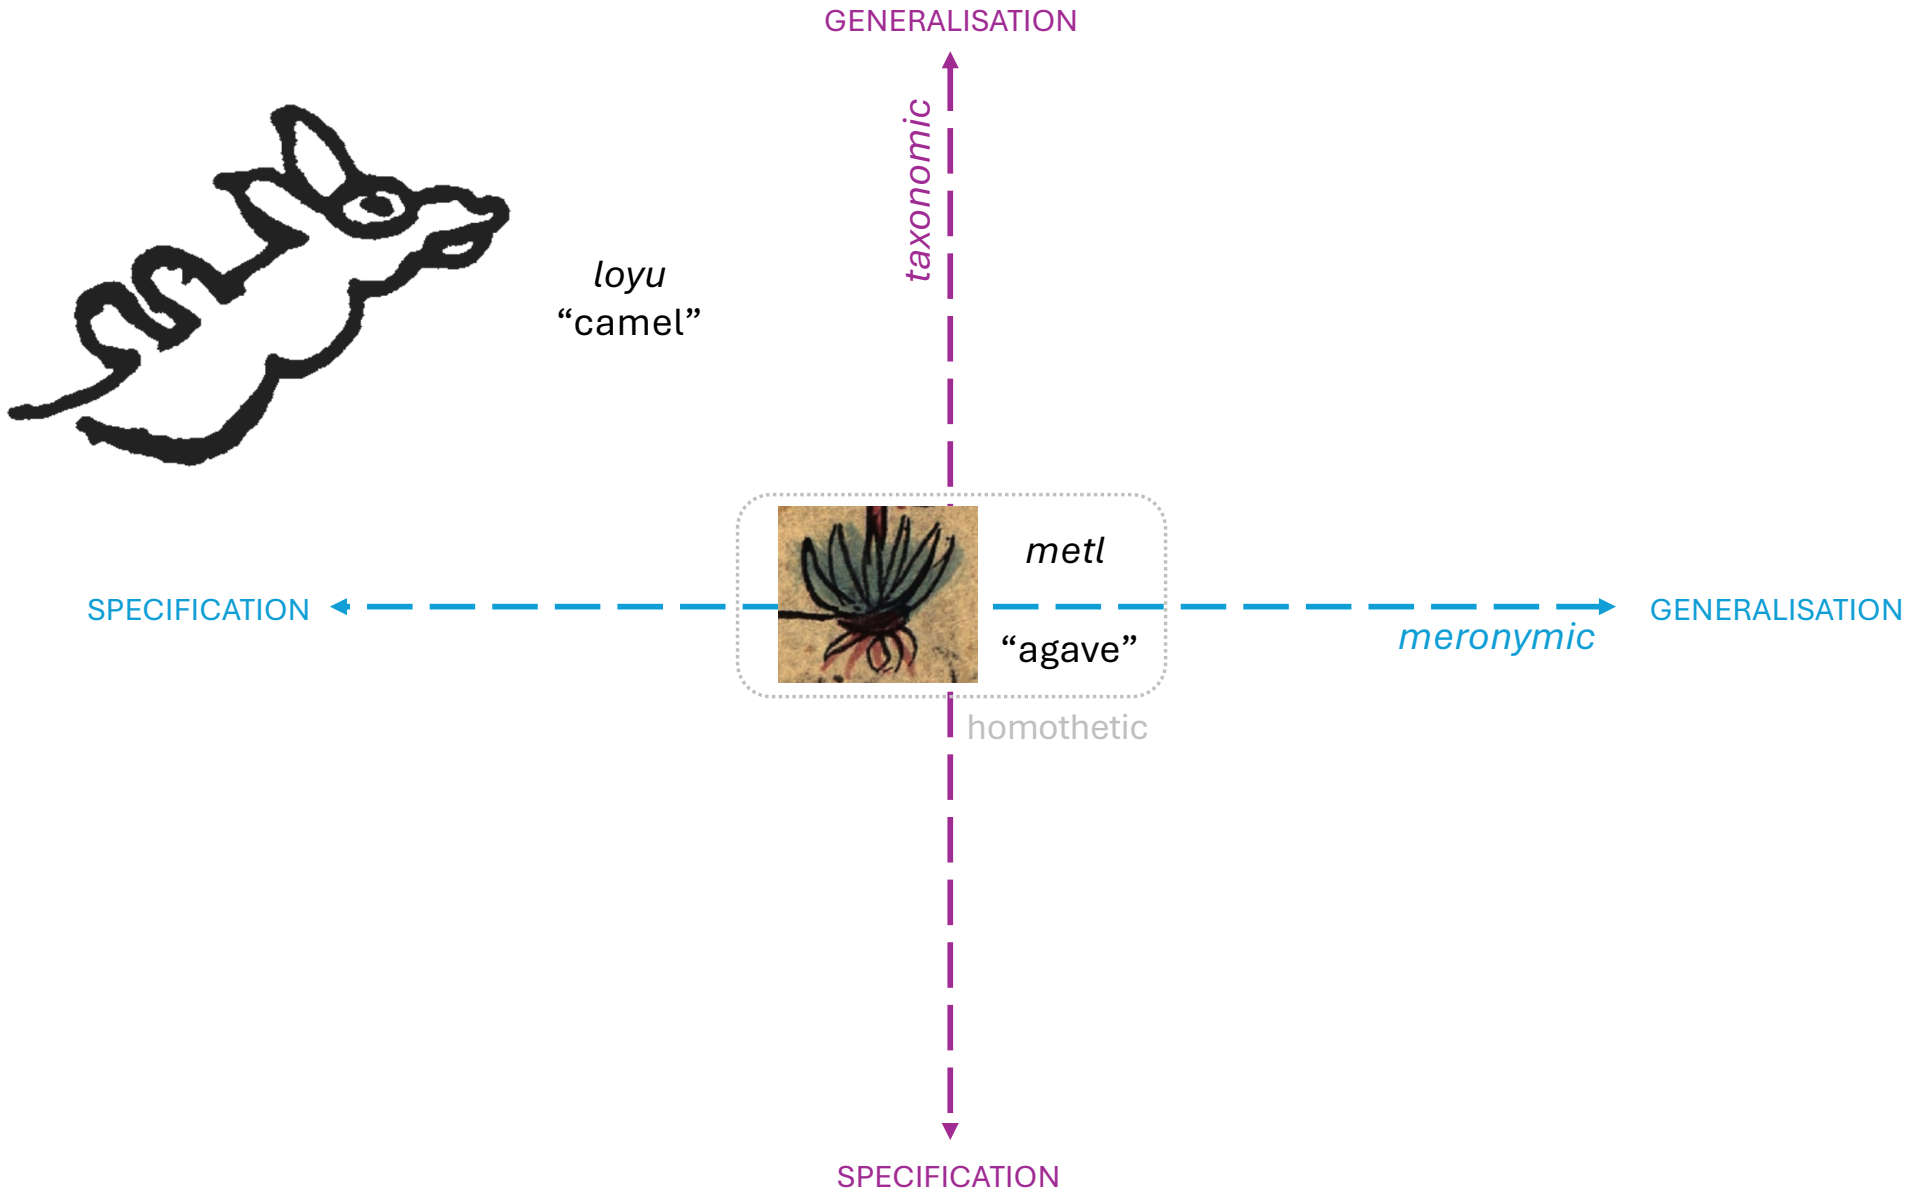 GENERALISATION
taxonomic
loyu
“camel”
metl
SPECIFICATION
GENERALISATION
meronymic
“agave”
homothetic
SPECIFICATION